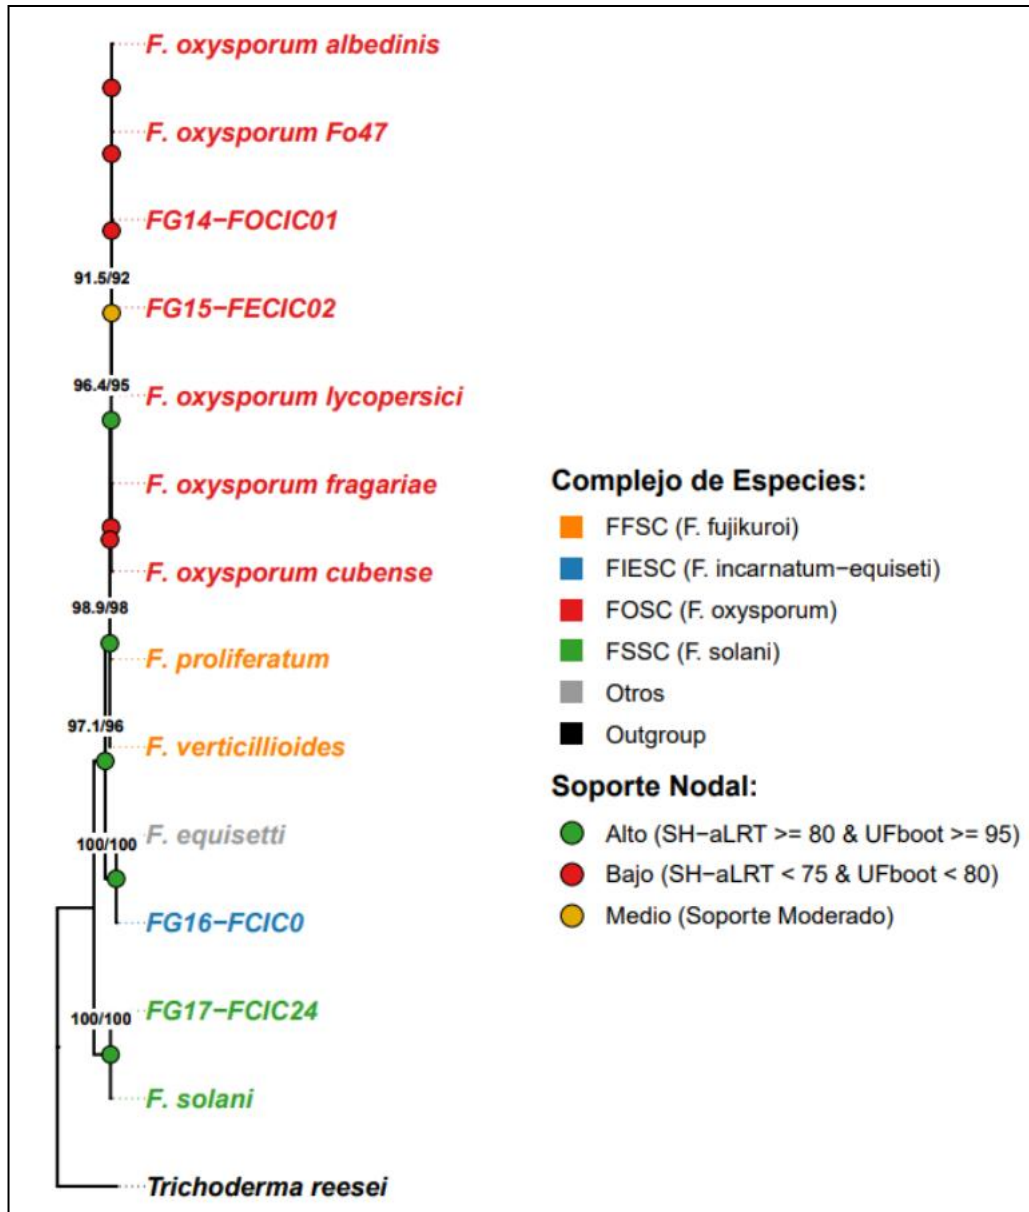 F. oxysporum albedinis
F. oxysporum Fo47
FG14−FOCIC01
91.5/92
FG15−FECIC02
96.4/95
F. oxysporum lycopersici
F. oxysporum fragariae
F. oxysporum cubense
98.9/98
F. proliferatum
97.1/96
F. verticillioides
F. equisetti
100/100
FG16−FCIC0
FG17−FCIC24
100/100
F. solani
Trichoderma reesei
Complejo de Especies:
FFSC (F. fujikuroi)
FIESC (F. incarnatum−equiseti)
FOSC (F. oxysporum)
FSSC (F. solani)
Otros
Outgroup
Soporte Nodal:
Alto (SH−aLRT >= 80 & UFboot >= 95)
Bajo (SH−aLRT < 75 & UFboot < 80)
Medio (Soporte Moderado)